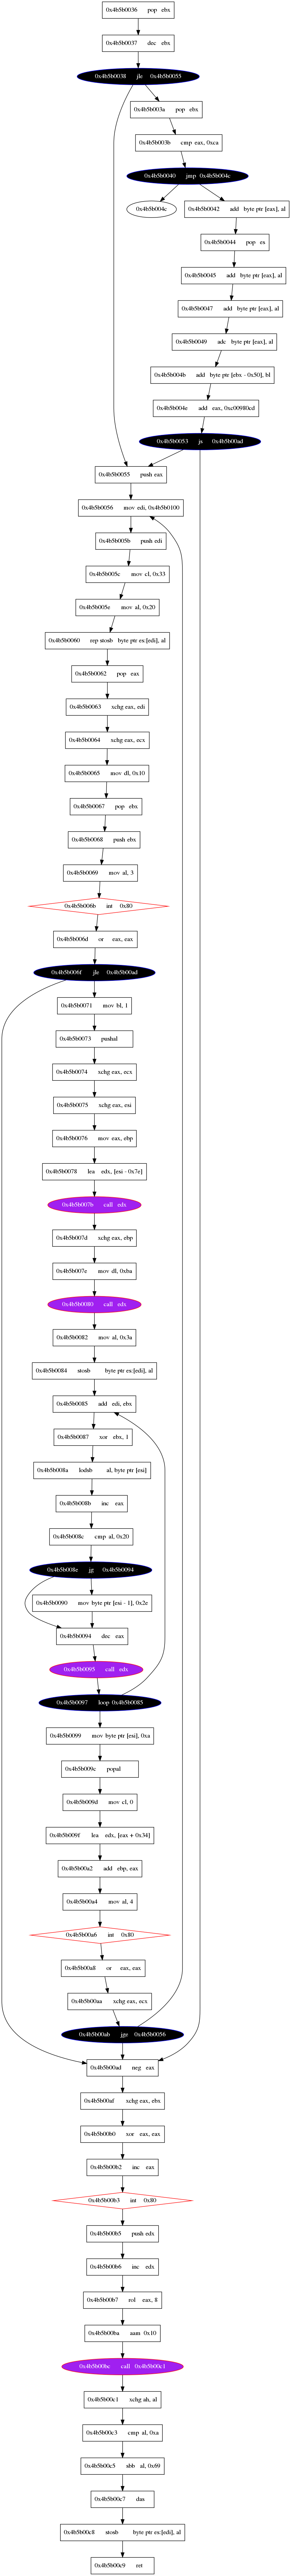 0x4b5b0036 pop ebx
0x4b5b0037 dec ebx
0x4b5b0038 jle 0x4b5b0055
0x4b5b003a pop ebx
0x4b5b003b cmp eax, 0xca
0x4b5b0040 jmp 0x4b5b004c
0x4b5b004c
0x4b5b0042 add byte ptr [eax], al
0x4b5b0044 pop es
0x4b5b0045 add byte ptr [eax], al
0x4b5b0047 add byte ptr [eax], al
0x4b5b0049 adc byte ptr [eax], al
0x4b5b004b add byte ptr [ebx - 0x50], bl
0x4b5b004e add eax, 0xc00980cd
0x4b5b0053 js 0x4b5b00ad
0x4b5b0055 push eax
0x4b5b0056 mov edi, 0x4b5b0100
0x4b5b005b push edi
0x4b5b005c mov cl, 0x33
0x4b5b005e mov al, 0x20
0x4b5b0060 rep stosb byte ptr es:[edi], al
0x4b5b0062 pop eax
0x4b5b0063 xchg eax, edi
0x4b5b0064 xchg eax, ecx
0x4b5b0065 mov dl, 0x10
0x4b5b0067 pop ebx
0x4b5b0068 push ebx
0x4b5b0069 mov al, 3
0x4b5b006b int 0x80
0x4b5b006d or eax, eax
0x4b5b006f jle 0x4b5b00ad
0x4b5b0071 mov bl, 1
0x4b5b0073 pushal
0x4b5b0074 xchg eax, ecx
0x4b5b0075 xchg eax, esi
0x4b5b0076 mov eax, ebp
0x4b5b0078 lea edx, [esi - 0x7e]
0x4b5b007b call edx
0x4b5b007d xchg eax, ebp
0x4b5b007e mov dl, 0xba
0x4b5b0080 call edx
0x4b5b0082 mov al, 0x3a
0x4b5b0084 stosb byte ptr es:[edi], al
0x4b5b0085 add edi, ebx
0x4b5b0087 xor ebx, 1
0x4b5b008a lodsb al, byte ptr [esi]
0x4b5b008b inc eax
0x4b5b008c cmp al, 0x20
0x4b5b008e jg 0x4b5b0094
0x4b5b0090 mov byte ptr [esi - 1], 0x2e
0x4b5b0094 dec eax
0x4b5b0095 call edx
0x4b5b0097 loop 0x4b5b0085
0x4b5b0099 mov byte ptr [esi], 0xa
0x4b5b009c popal
0x4b5b009d mov cl, 0
0x4b5b009f lea edx, [eax + 0x34]
0x4b5b00a2 add ebp, eax
0x4b5b00a4 mov al, 4
0x4b5b00a6 int 0x80
0x4b5b00a8 or eax, eax
0x4b5b00aa xchg eax, ecx
0x4b5b00ab jge 0x4b5b0056
0x4b5b00ad neg eax
0x4b5b00af xchg eax, ebx
0x4b5b00b0 xor eax, eax
0x4b5b00b2 inc eax
0x4b5b00b3 int 0x80
0x4b5b00b5 push edx
0x4b5b00b6 inc edx
0x4b5b00b7 rol eax, 8
0x4b5b00ba aam 0x10
0x4b5b00bc call 0x4b5b00c1
0x4b5b00c1 xchg ah, al
0x4b5b00c3 cmp al, 0xa
0x4b5b00c5 sbb al, 0x69
0x4b5b00c7 das
0x4b5b00c8 stosb byte ptr es:[edi], al
0x4b5b00c9 ret